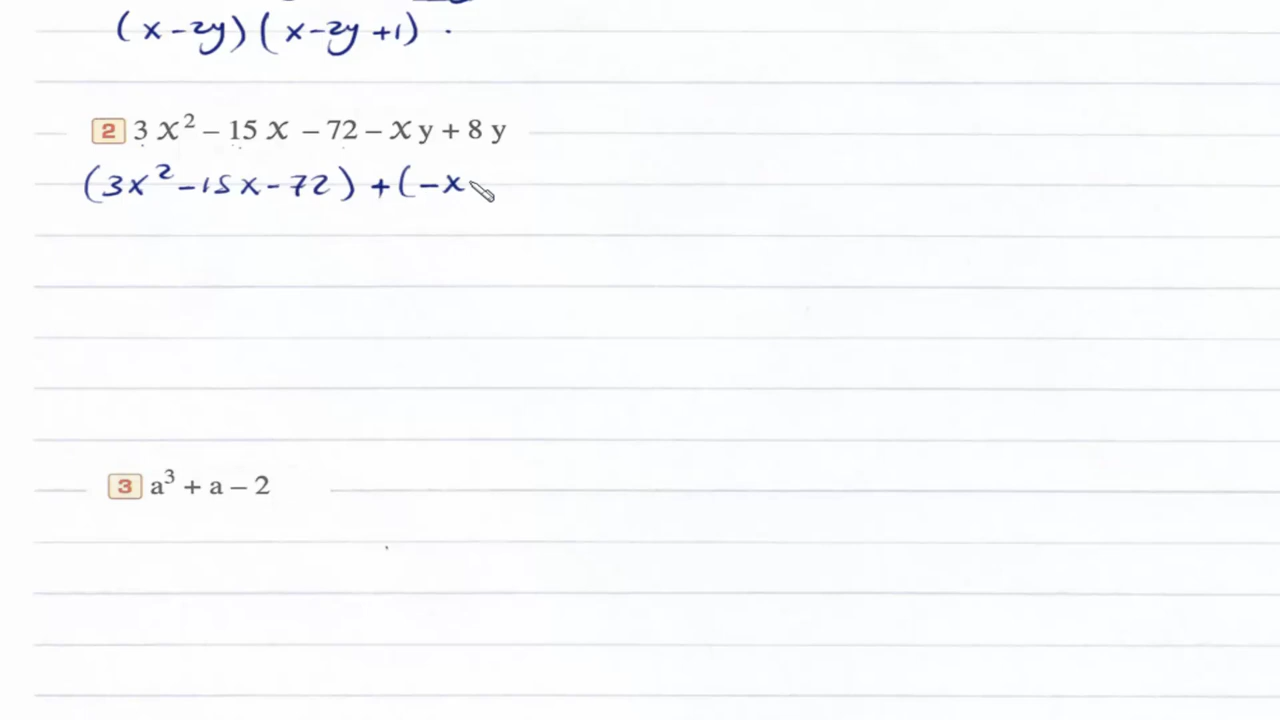 (x-2y)(x-2y+1).
2 3x² – 15x – 72 – xy + 8y
(3x²-15x-72)+(-x
3 a³ + a – 2